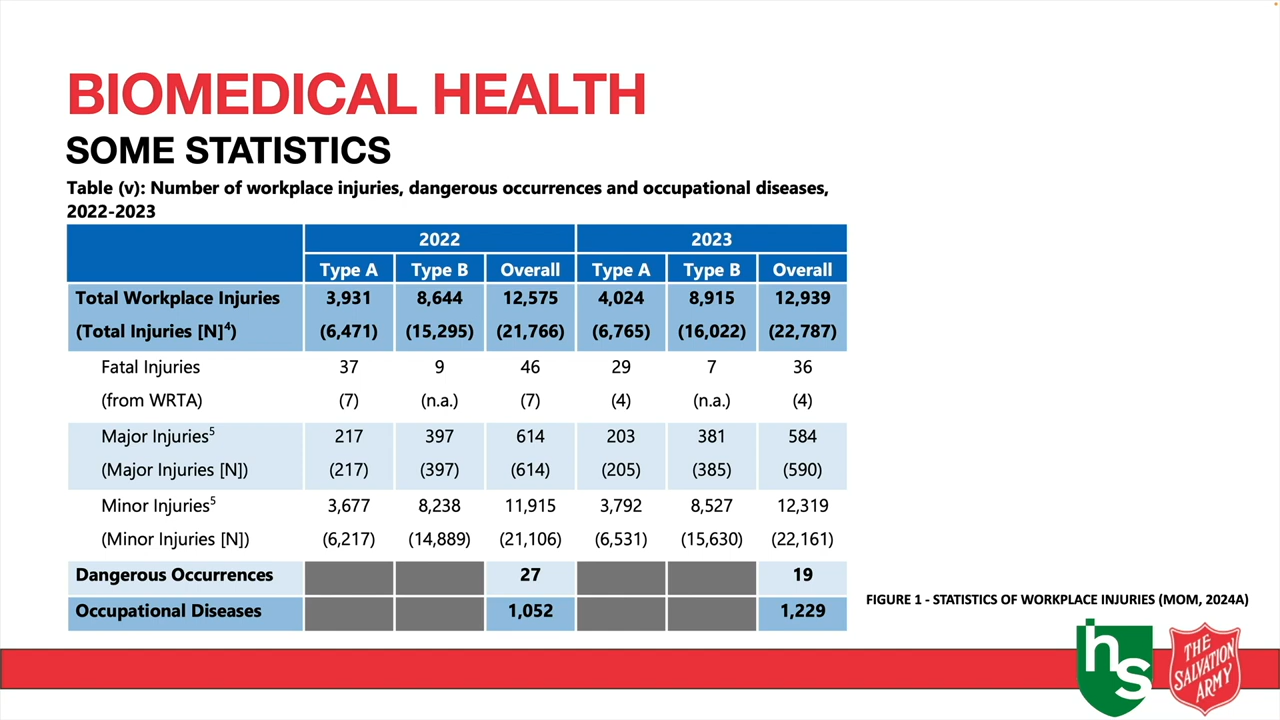 BIOMEDICAL HEALTH
SOME STATISTICS
Table (v): Number of workplace injuries, dangerous occurrences and occupational diseases,
2022-2023
2022 2023
Type A Type B Overall Type A Type B Overall
Total Workplace Injuries 3,931 8,644 12,575 4,024 8,915 12,939
(Total Injuries [N]⁴) (6,471) (15,295) (21,766) (6,765) (16,022) (22,787)
Fatal Injuries 37 9 46 29 7 36
(from WRTA) (7) (n.a.) (7) (4) (n.a.) (4)
Major Injuries⁵ 217 397 614 203 381 584
(Major Injuries [N]) (217) (397) (614) (205) (385) (590)
Minor Injuries⁵ 3,677 8,238 11,915 3,792 8,527 12,319
(Minor Injuries [N]) (6,217) (14,889) (21,106) (6,531) (15,630) (22,161)
Dangerous Occurrences 27 19
Occupational Diseases 1,052 1,229
FIGURE 1 - STATISTICS OF WORKPLACE INJURIES (MOM, 2024A)
hs
THE
SALVATION
ARMY